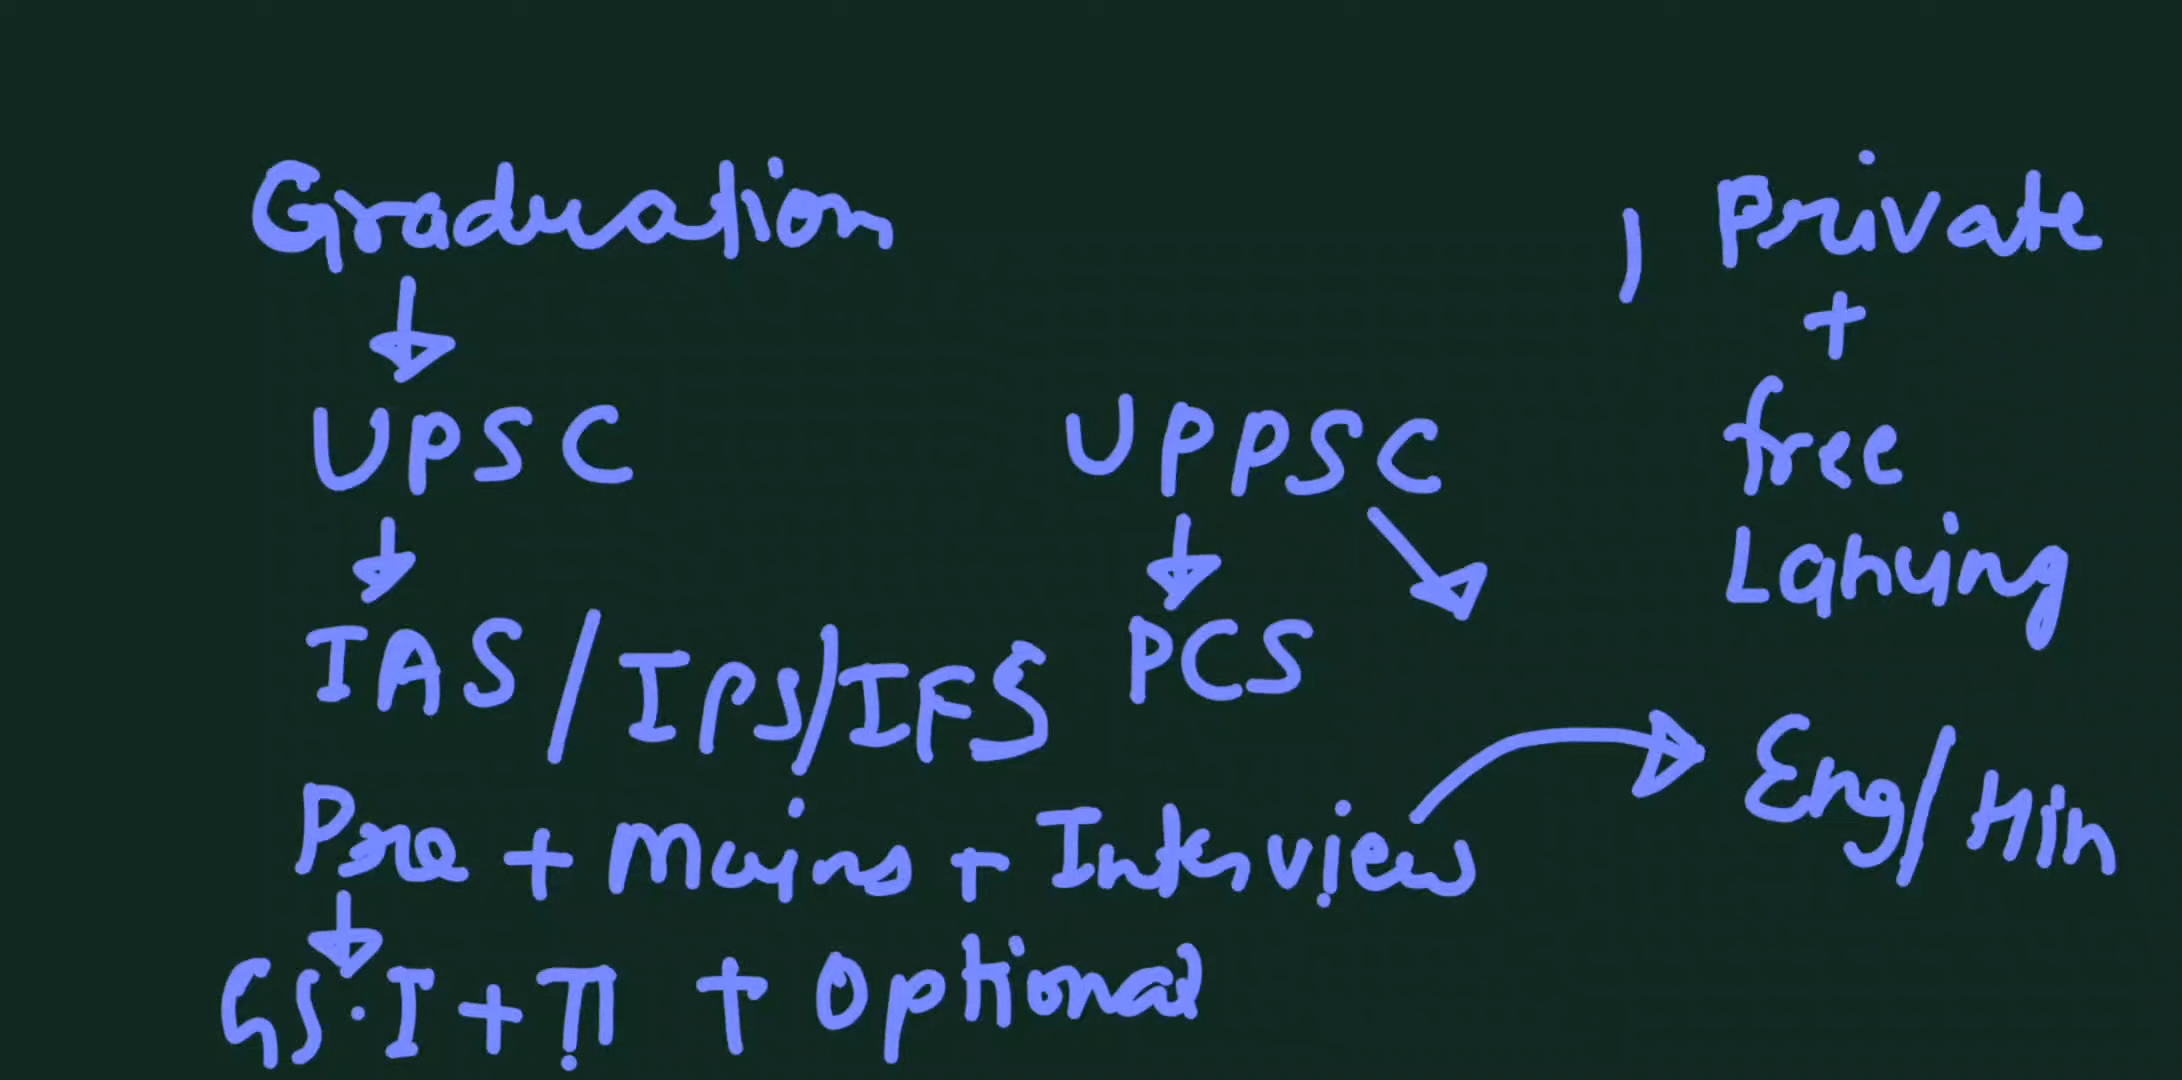 Graduation
) Private
+
free
Lancing
UPSC
UPPSC
IAS / IPS/IFS
PCS
Eng/Hin
Pre + Mains + Interview
GS.I + II + Optional